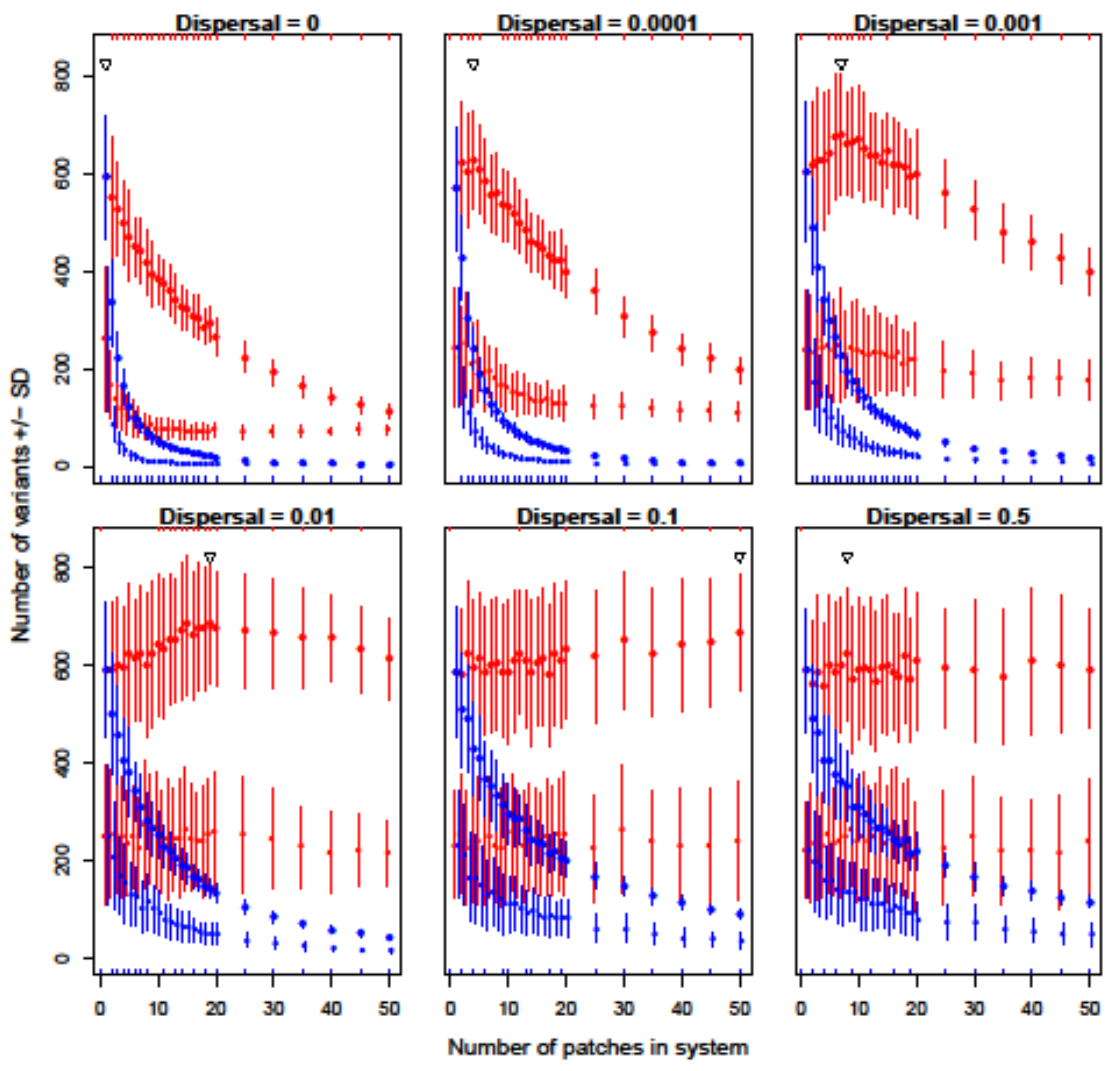 Dispersal = 0
Dispersal = 0.0001
Dispersal = 0.001
800
600
400
200
0
Dispersal = 0.01
Dispersal = 0.1
Dispersal = 0.5
800
600
400
200
0
0 10 20 30 40 50
0 10 20 30 40 50
0 10 20 30 40 50
Number of variants +/− SD
Number of patches in system